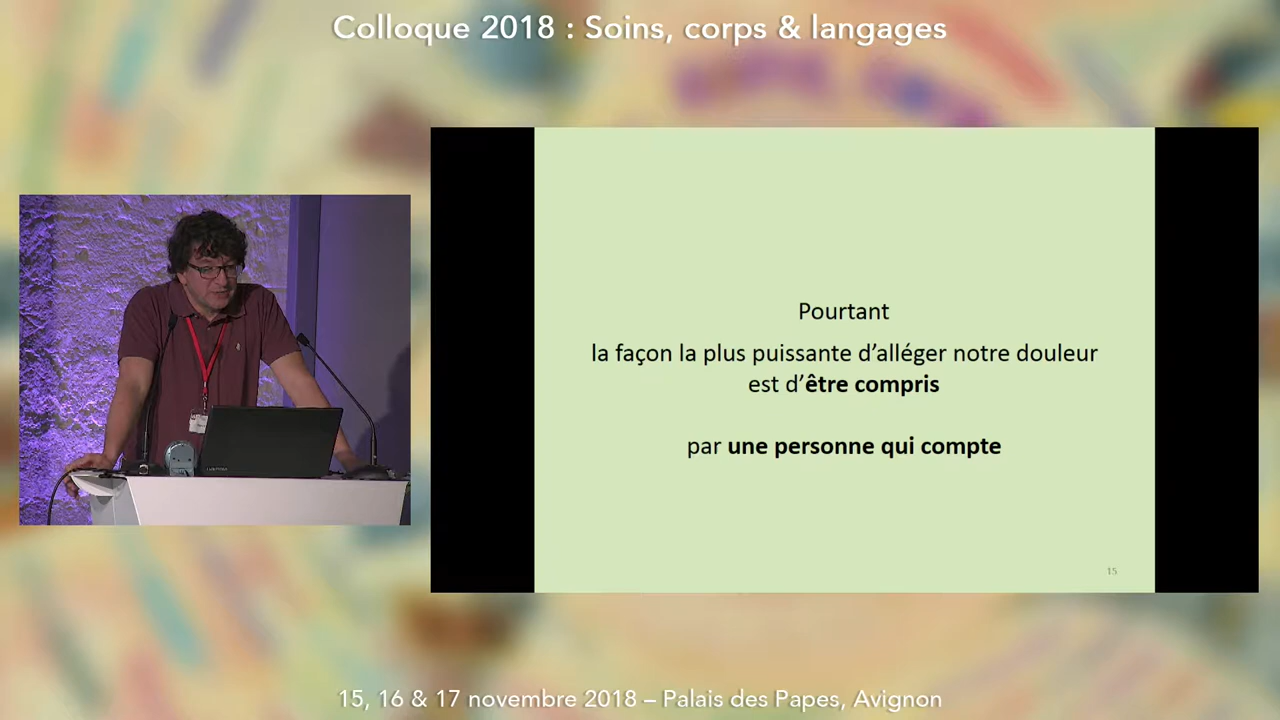 Colloque 2018 : Soins, corps & langages
Pourtant
la façon la plus puissante d’alléger notre douleur
est d’être compris
par une personne qui compte
15
15, 16 & 17 novembre 2018 – Palais des Papes, Avignon